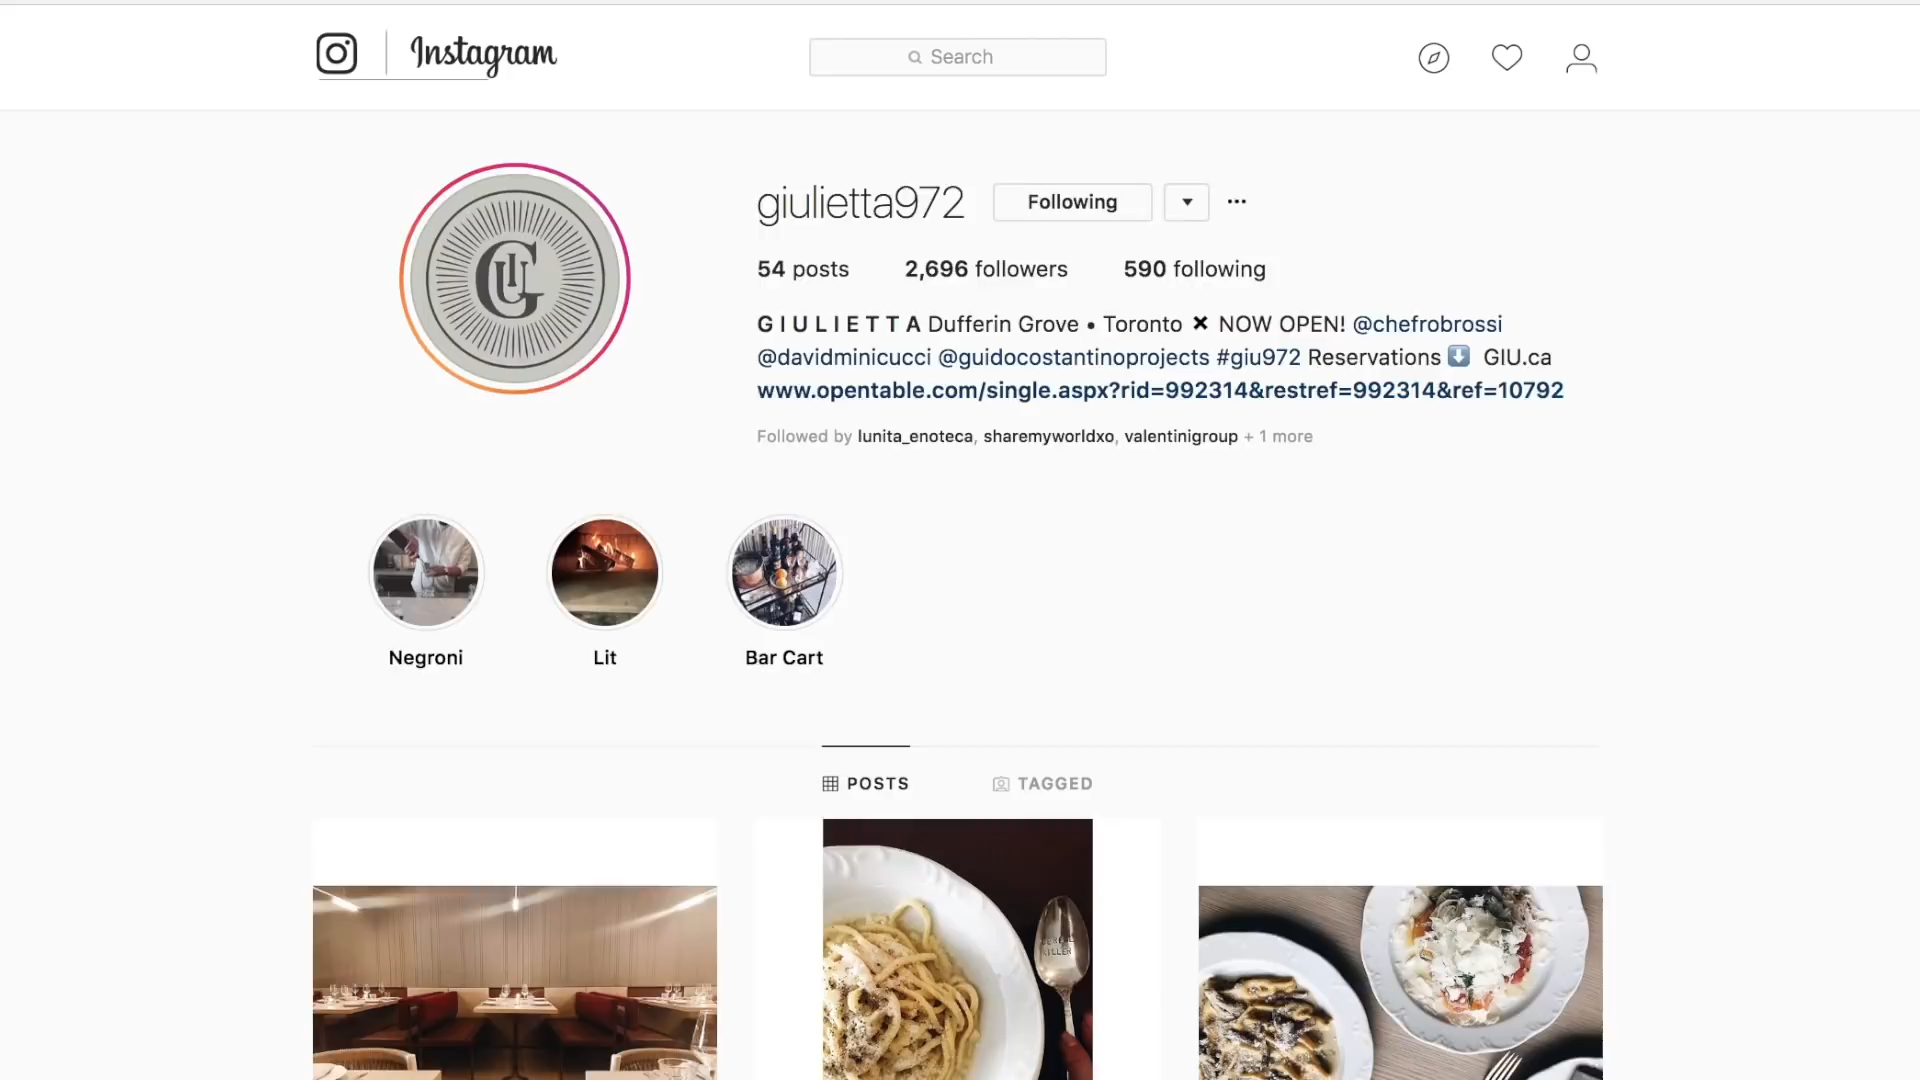 Instagram
Search
giulietta972 Following
54 posts 2,696 followers 590 following
G I U L I E T T A Dufferin Grove • Toronto ✖ NOW OPEN! @chefrobrossi
@davidminicucci @guidocostantinoprojects #giu972 Reservations ⬇️ GIU.ca
www.opentable.com/single.aspx?rid=992314&restref=992314&ref=10792
Followed by lunita_enoteca, sharemyworldxo, valentinigroup + 1 more
GIU
Negroni Lit Bar Cart
POSTS TAGGED